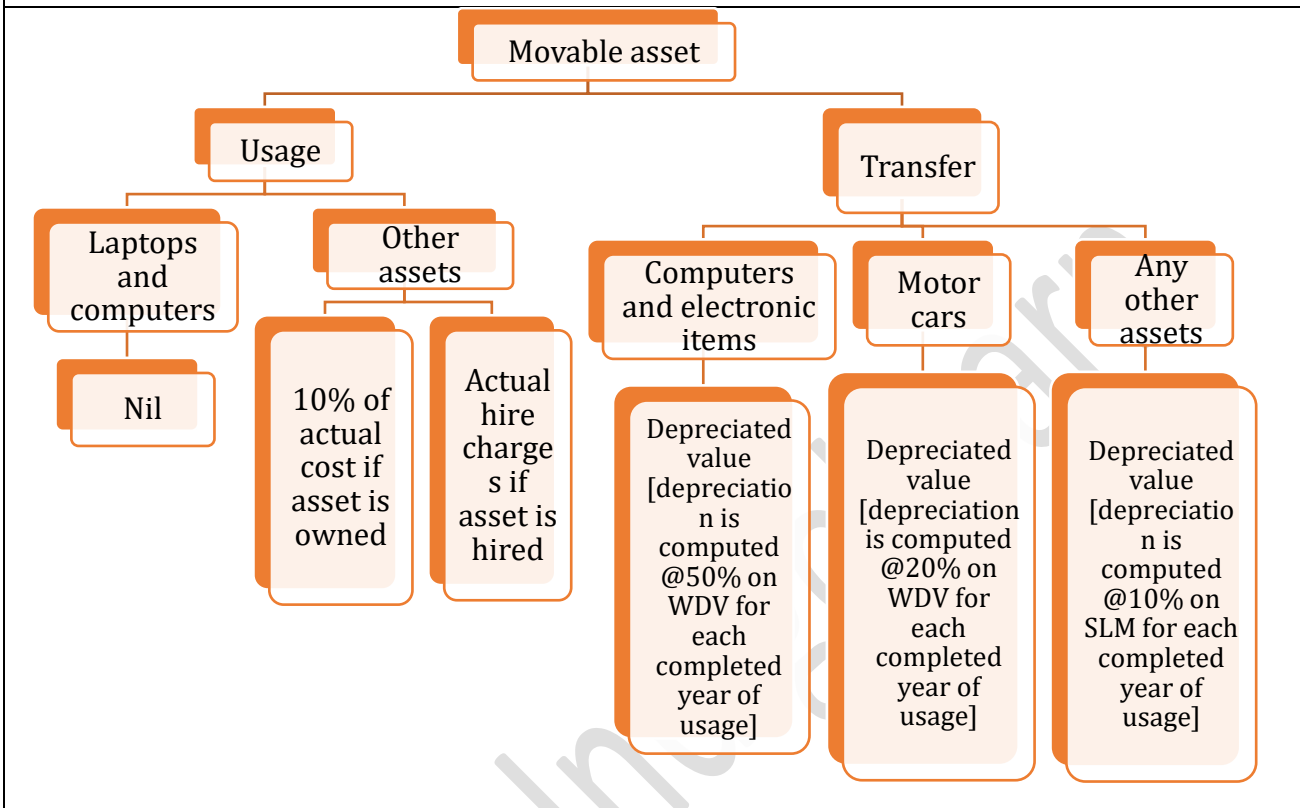 Movable asset
Usage
Transfer
Laptops
and
computers
Other
assets
Computers
and electronic
items
Motor
cars
Any
other
assets
Nil
10% of
actual
cost if
asset is
owned
Actual
hire
charge
s if
asset is
hired
Depreciated
value
[depreciatio
n is
computed
@50% on
WDV for
each
completed
year of
usage]
Depreciated
value
[depreciation
is computed
@20% on
WDV for
each
completed
year of
usage]
Depreciated
value
[depreciatio
n is
computed
@10% on
SLM for each
completed
year of
usage]